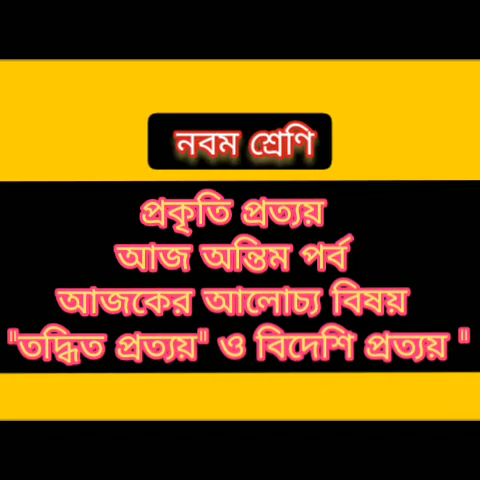 নবম শ্রেণি
প্রকৃতি প্রত্যয়
আজ অন্তিম পর্ব
আজকের আলোচ্য বিষয়
"তদ্ধিত প্রত্যয়" ও বিদেশি প্রত্যয় "